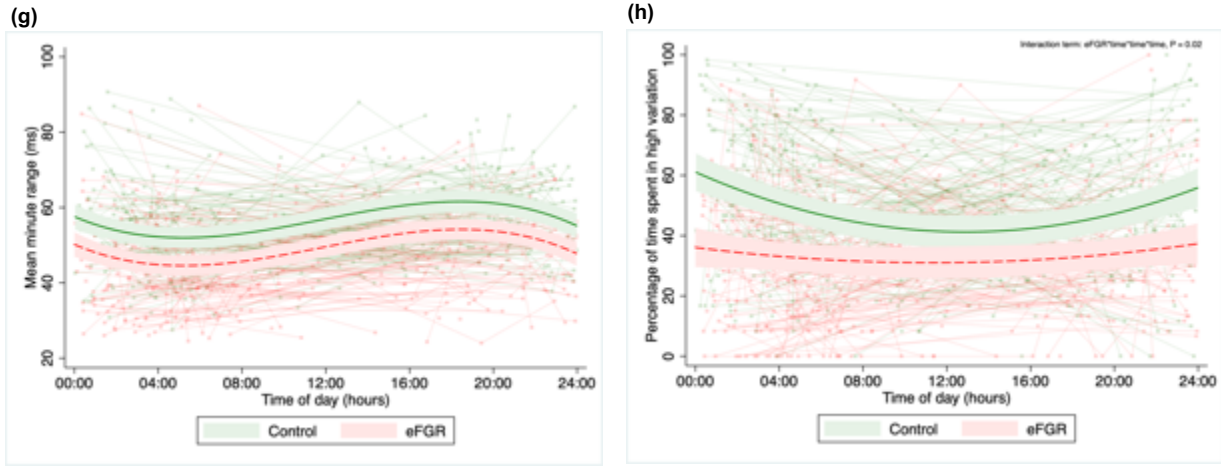 (g)
Mean minute range (ms)
100
80
60
40
20
00:00 04:00 08:00 12:00 16:00 20:00 24:00
Time of day (hours)
Control eFGR
(h)
Interaction term: eFGR*time*time*time, P = 0.02
Percentage of time spent in high variation
100
80
60
40
20
0
00:00 04:00 08:00 12:00 16:00 20:00 24:00
Time of day (hours)
Control eFGR